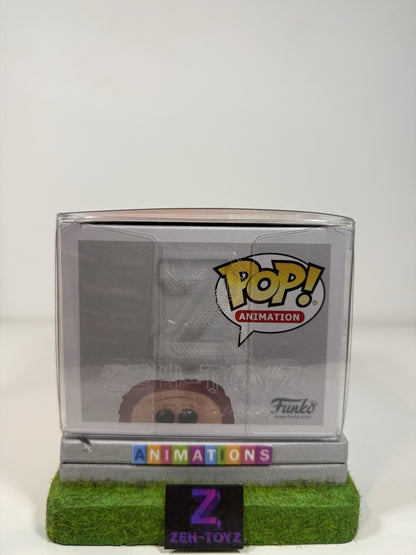 POP!
®
ANIMATION
Z
ZEH-TOYZ
Funko
www.funko.com
ANIMATIONS
Z
ZEH-TOYZ